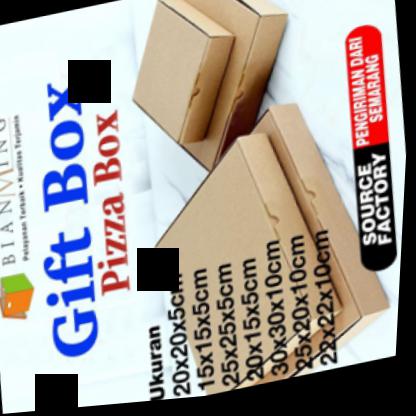 BIANMING
Pelayanan Terbaik • Kualitas Terjamin
Gift Box
Pizza Box
Ukuran
20x20x5cm
15x15x5cm
25x25x5cm
20x15x5cm
30x30x10cm
25x20x10cm
22x22x10cm
SOURCE FACTORY
PENGIRIMAN DARI SEMARANG